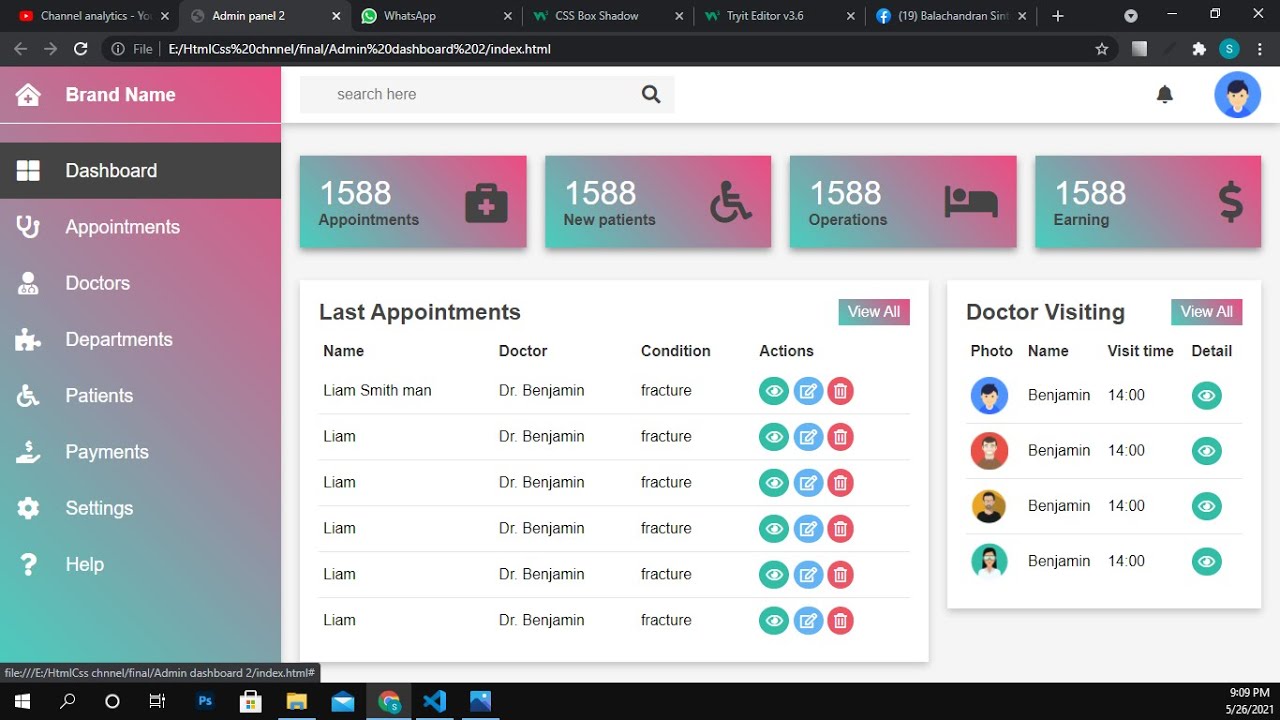 Channel analytics - You
Admin panel 2
WhatsApp
CSS Box Shadow
Tryit Editor v3.6
(19) Balachandran Sint
File
E:/HtmlCss%20chnnel/final/Admin%20dashboard%202/index.html
S
Brand Name
search here
Dashboard
Appointments
Doctors
Departments
Patients
Payments
Settings
Help
1588
Appointments
1588
New patients
1588
Operations
1588
Earning
$
Last Appointments
View All
Name Doctor Condition Actions
Liam Smith man Dr. Benjamin fracture
Liam Dr. Benjamin fracture
Liam Dr. Benjamin fracture
Liam Dr. Benjamin fracture
Liam Dr. Benjamin fracture
Liam Dr. Benjamin fracture
Doctor Visiting
View All
Photo Name Visit time Detail
Benjamin 14:00
Benjamin 14:00
Benjamin 14:00
Benjamin 14:00
file:///E:/HtmlCss chnnel/final/Admin dashboard 2/index.html#
Ps
S
9:09 PM
5/26/2021